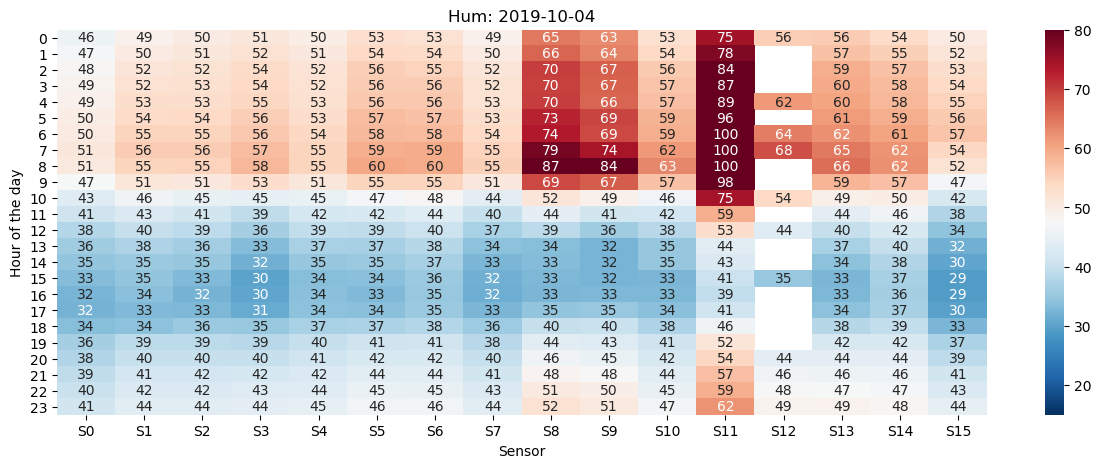 Hum: 2019-10-04
Hour of the day
0 46 49 50 51 50 53 53 49 65 63 53 75 56 56 54 50
1 47 50 51 52 51 54 54 50 66 64 54 78 57 55 52
2 48 52 52 54 52 56 55 52 70 67 56 84 59 57 53
3 49 52 53 54 52 56 56 52 70 67 57 87 60 58 54
4 49 53 53 55 53 56 56 53 70 66 57 89 62 60 58 55
5 50 54 54 56 53 57 57 53 73 69 59 96 61 59 56
6 50 55 55 56 54 58 58 54 74 69 59 100 64 62 61 57
7 51 56 56 57 55 59 59 55 79 74 62 100 68 65 62 54
8 51 55 55 58 55 60 60 55 87 84 63 100 66 62 52
9 47 51 51 53 51 55 55 51 69 67 57 98 59 57 47
10 43 46 45 45 45 47 48 44 52 49 46 75 54 49 50 42
11 41 43 41 39 42 42 44 40 44 41 42 59 44 46 38
12 38 40 39 36 39 39 40 37 39 36 38 53 44 40 42 34
13 36 38 36 33 37 37 38 34 34 32 35 44 37 40 32
14 35 35 35 32 35 35 37 33 33 32 35 43 34 38 30
15 33 35 33 30 34 34 36 32 33 32 33 41 35 33 37 29
16 32 34 32 30 34 33 35 32 33 33 33 39 33 36 29
17 32 33 33 31 34 34 35 33 35 35 34 41 34 37 30
18 34 34 36 35 37 37 38 36 40 40 38 46 38 39 33
19 36 39 39 39 40 41 41 38 44 43 41 52 42 42 37
20 38 40 40 40 41 42 42 40 46 45 42 54 44 44 44 39
21 39 41 42 42 42 44 44 41 48 48 44 57 46 46 46 41
22 40 42 42 43 44 45 45 43 51 50 45 59 48 47 47 43
23 41 44 44 44 45 46 46 44 52 51 47 62 49 49 48 44
S0 S1 S2 S3 S4 S5 S6 S7 S8 S9 S10 S11 S12 S13 S14 S15
Sensor
80
70
60
50
40
30
20